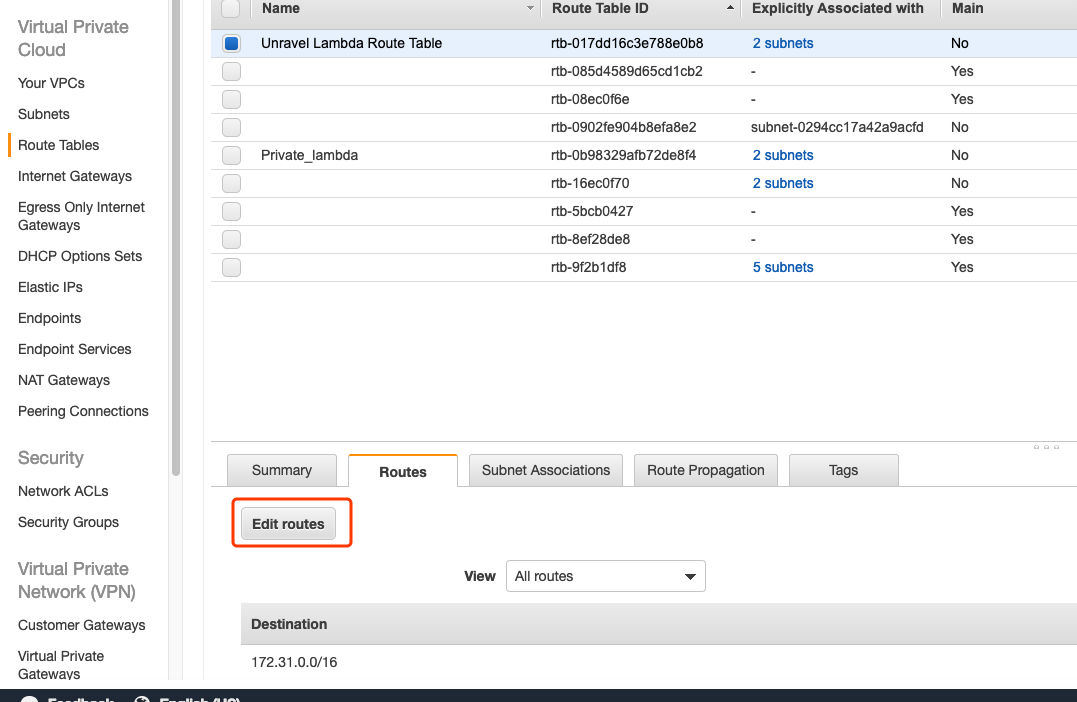 Virtual Private
Cloud
Your VPCs
Subnets
Route Tables
Internet Gateways
Egress Only Internet
Gateways
DHCP Options Sets
Elastic IPs
Endpoints
Endpoint Services
NAT Gateways
Peering Connections
Security
Network ACLs
Security Groups
Virtual Private
Network (VPN)
Customer Gateways
Virtual Private
Gateways
Name Route Table ID Explicitly Associated with Main
Unravel Lambda Route Table rtb-017dd16c3e788e0b8 2 subnets No
rtb-085d4589d65cd1cb2 - Yes
rtb-08ec0f6e - Yes
rtb-0902fe904b8efa8e2 subnet-0294cc17a42a9acfd No
Private_lambda rtb-0b98329afb72de8f4 2 subnets No
rtb-16ec0f70 2 subnets No
rtb-5bcb0427 - Yes
rtb-8ef28de8 - Yes
rtb-9f2b1df8 5 subnets Yes
Summary Routes Subnet Associations Route Propagation Tags
Edit routes
View All routes
Destination
172.31.0.0/16
Feedback English (US)